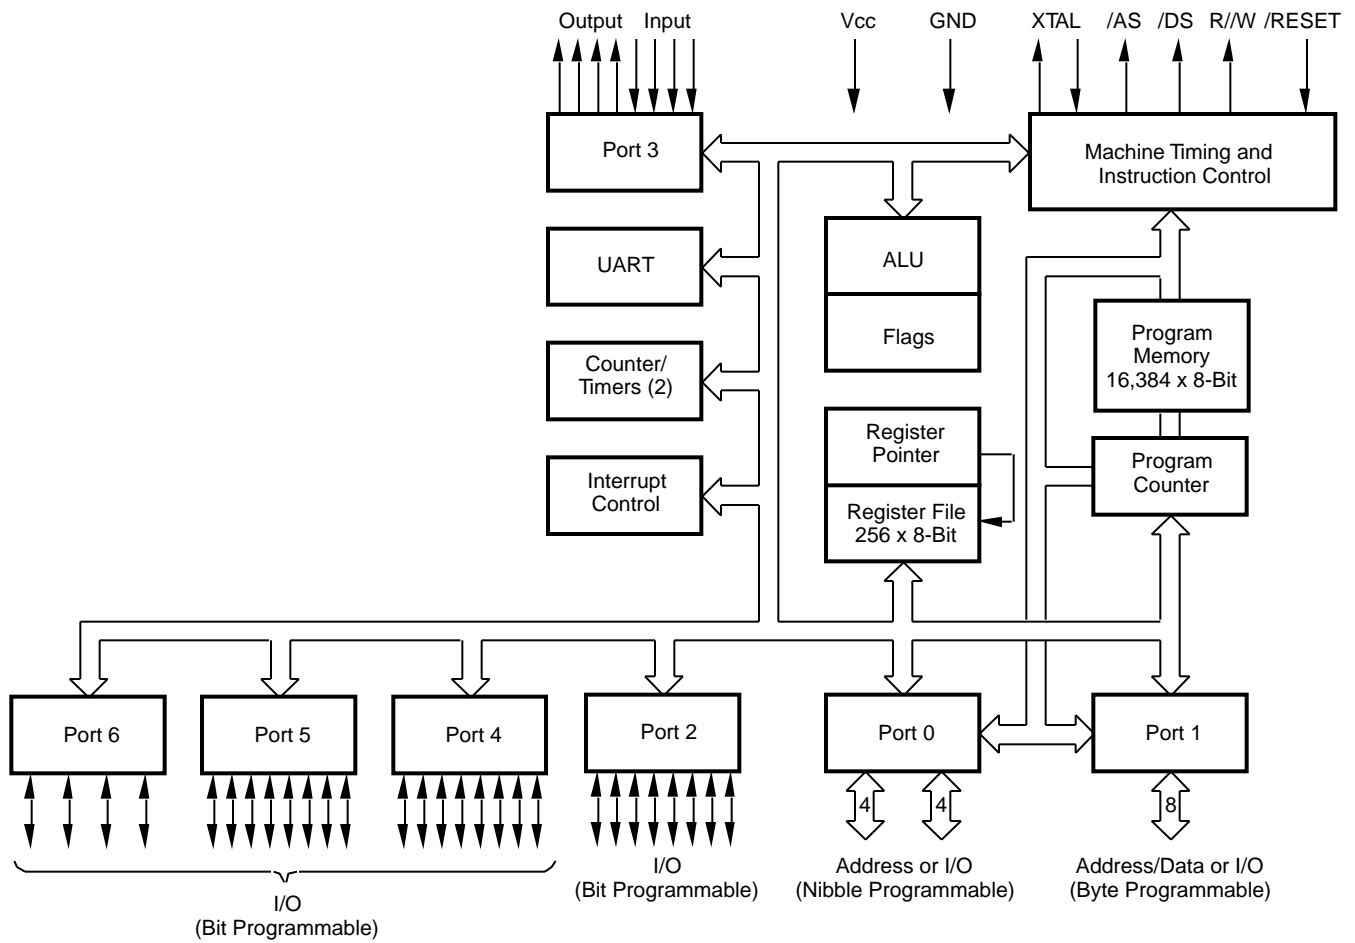 Output Input Vcc GND XTAL /AS /DS R//W /RESET
Port 3
Machine Timing and
Instruction Control
UART
ALU
Flags
Counter/
Timers (2)
Program
Memory
16,384 x 8-Bit
Register
Pointer
Program
Counter
Interrupt
Control
Register File
256 x 8-Bit
Port 6
Port 5
Port 4
Port 2
Port 0
Port 1
4
4
8
I/O
(Bit Programmable)
I/O
(Bit Programmable)
Address or I/O
(Nibble Programmable)
Address/Data or I/O
(Byte Programmable)